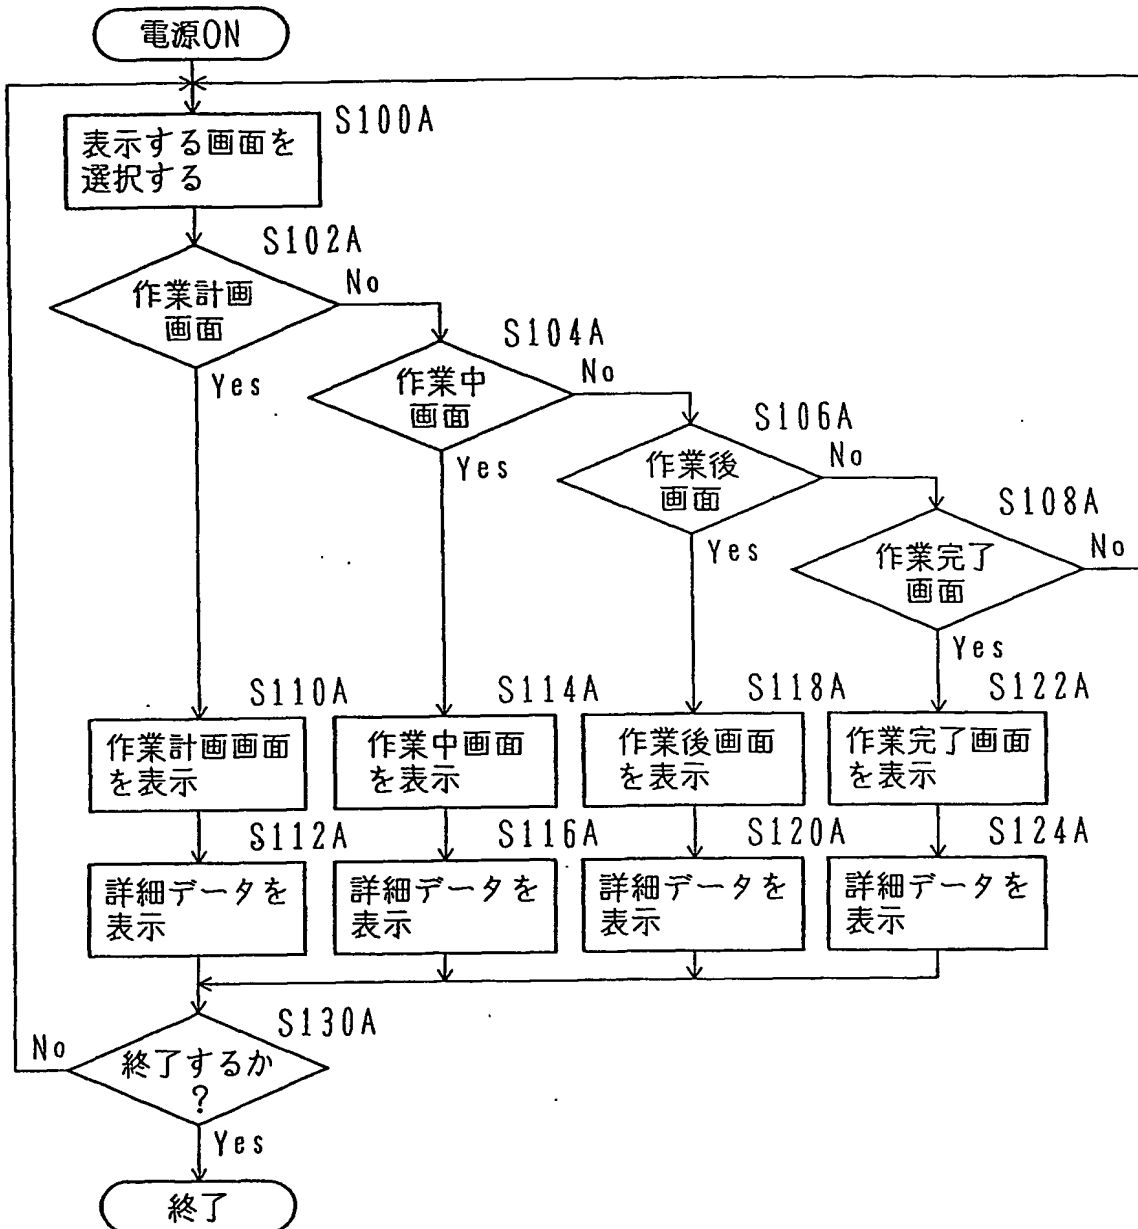 電源ON
S100A
表示する画面を
選択する
S102A
作業計画
画面
No
Yes
S104A
作業中
画面
No
Yes
S106A
作業後
画面
No
Yes
S108A
作業完了
画面
No
Yes
S110A
作業計画画面
を表示
S114A
作業中画面
を表示
S118A
作業後画面
を表示
S122A
作業完了画面
を表示
S112A
詳細データを
表示
S116A
詳細データを
表示
S120A
詳細データを
表示
S124A
詳細データを
表示
S130A
終了するか
?
No
Yes
終了